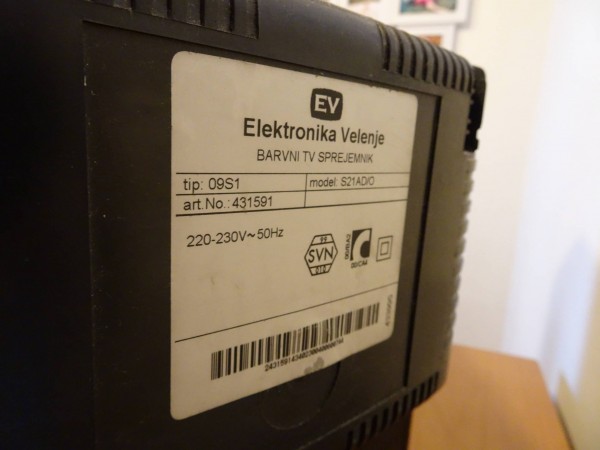 EV
Elektronika Velenje
BARVNI TV SPREJEMNIK
tip: 09S1 model: S21AD/O
art.No.: 431591
220-230V~50Hz
SVN